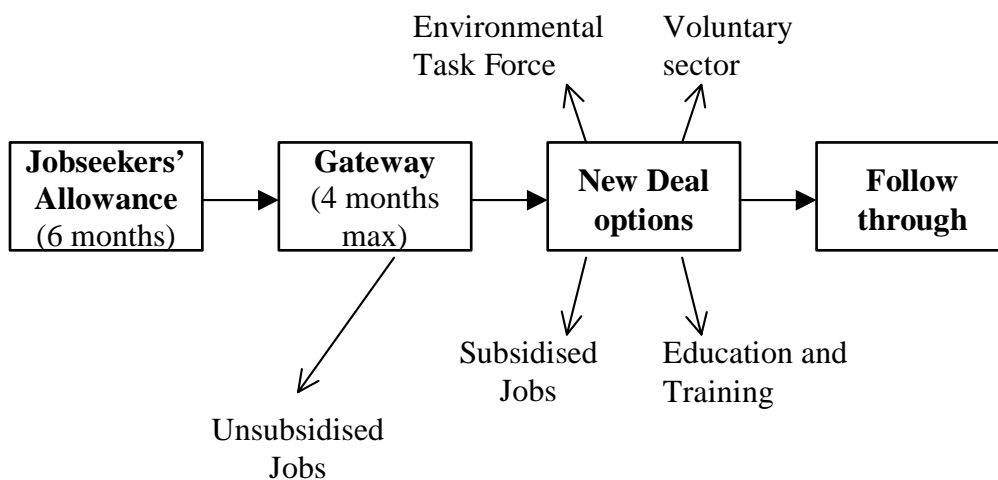 Environmental
Task Force
Voluntary
sector
Jobseekers’
Allowance
(6 months)
Gateway
(4 months
max)
New Deal
options
Follow
through
Subsidised
Jobs
Education and
Training
Unsubsidised
Jobs